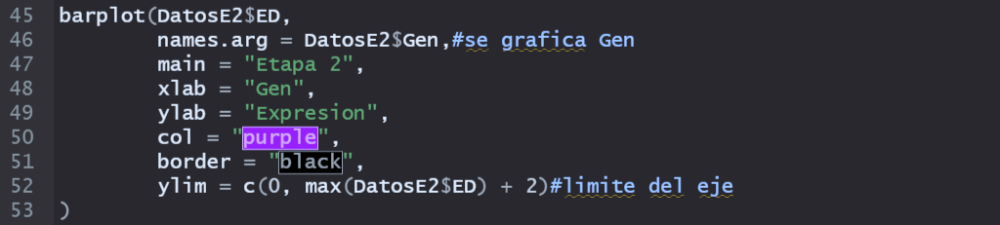 45 barplot(DatosE2$ED,
46 names.arg = DatosE2$Gen,#se grafica Gen
47 main = "Etapa 2",
48 xlab = "Gen",
49 ylab = "Expresion",
50 col = "purple",
51 border = "black",
52 ylim = c(0, max(DatosE2$ED) + 2)#limite del eje
53 )